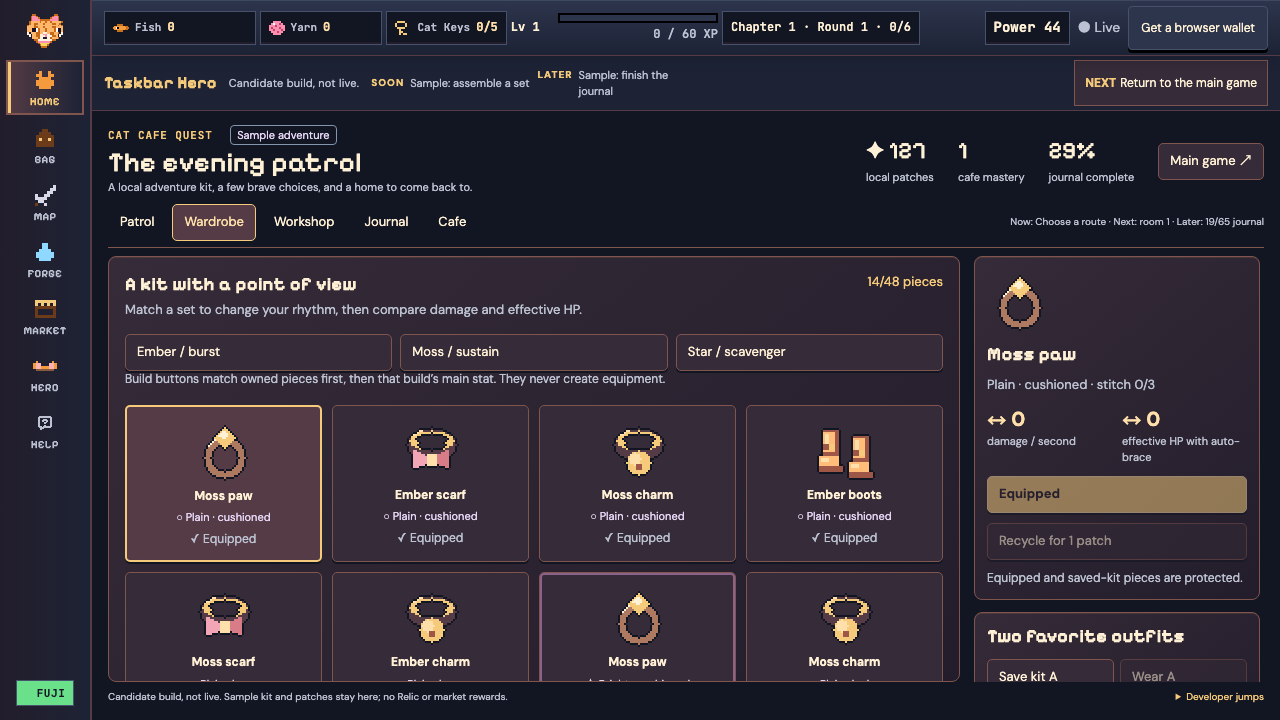 Fish 0
Yarn 0
Cat Keys 0/5
Lv 1
0 / 60 XP
Chapter 1 · Round 1 · 0/6
Power 44
Live
Get a browser wallet
HOME
BAG
MAP
FORGE
MARKET
HERO
HELP
FUJI
Taskbar Hero
Candidate build, not live.
SOON Sample: assemble a set
LATER Sample: finish the
journal
NEXT Return to the main game
CAT CAFE QUEST
Sample adventure
The evening patrol
A local adventure kit, a few brave choices, and a home to come back to.
✦ 127
local patches
1
cafe mastery
29%
journal complete
Main game ↗
Patrol
Wardrobe
Workshop
Journal
Cafe
Now: Choose a route · Next: room 1 · Later: 19/65 journal
A kit with a point of view
14/48 pieces
Match a set to change your rhythm, then compare damage and effective HP.
Ember / burst
Moss / sustain
Star / scavenger
Build buttons match owned pieces first, then that build's main stat. They never create equipment.
Moss paw
○ Plain · cushioned
✓ Equipped
Ember scarf
○ Plain · cushioned
✓ Equipped
Moss charm
○ Plain · cushioned
✓ Equipped
Ember boots
○ Plain · cushioned
✓ Equipped
Moss scarf
Ember charm
Moss paw
Moss charm
Moss paw
Plain · cushioned · stitch 0/3
↔ 0
damage / second
↔ 0
effective HP with auto-
brace
Equipped
Recycle for 1 patch
Equipped and saved-kit pieces are protected.
Two favorite outfits
Save kit A
Wear A
Candidate build, not live. Sample kit and patches stay here; no Relic or market rewards.
▶ Developer jumps